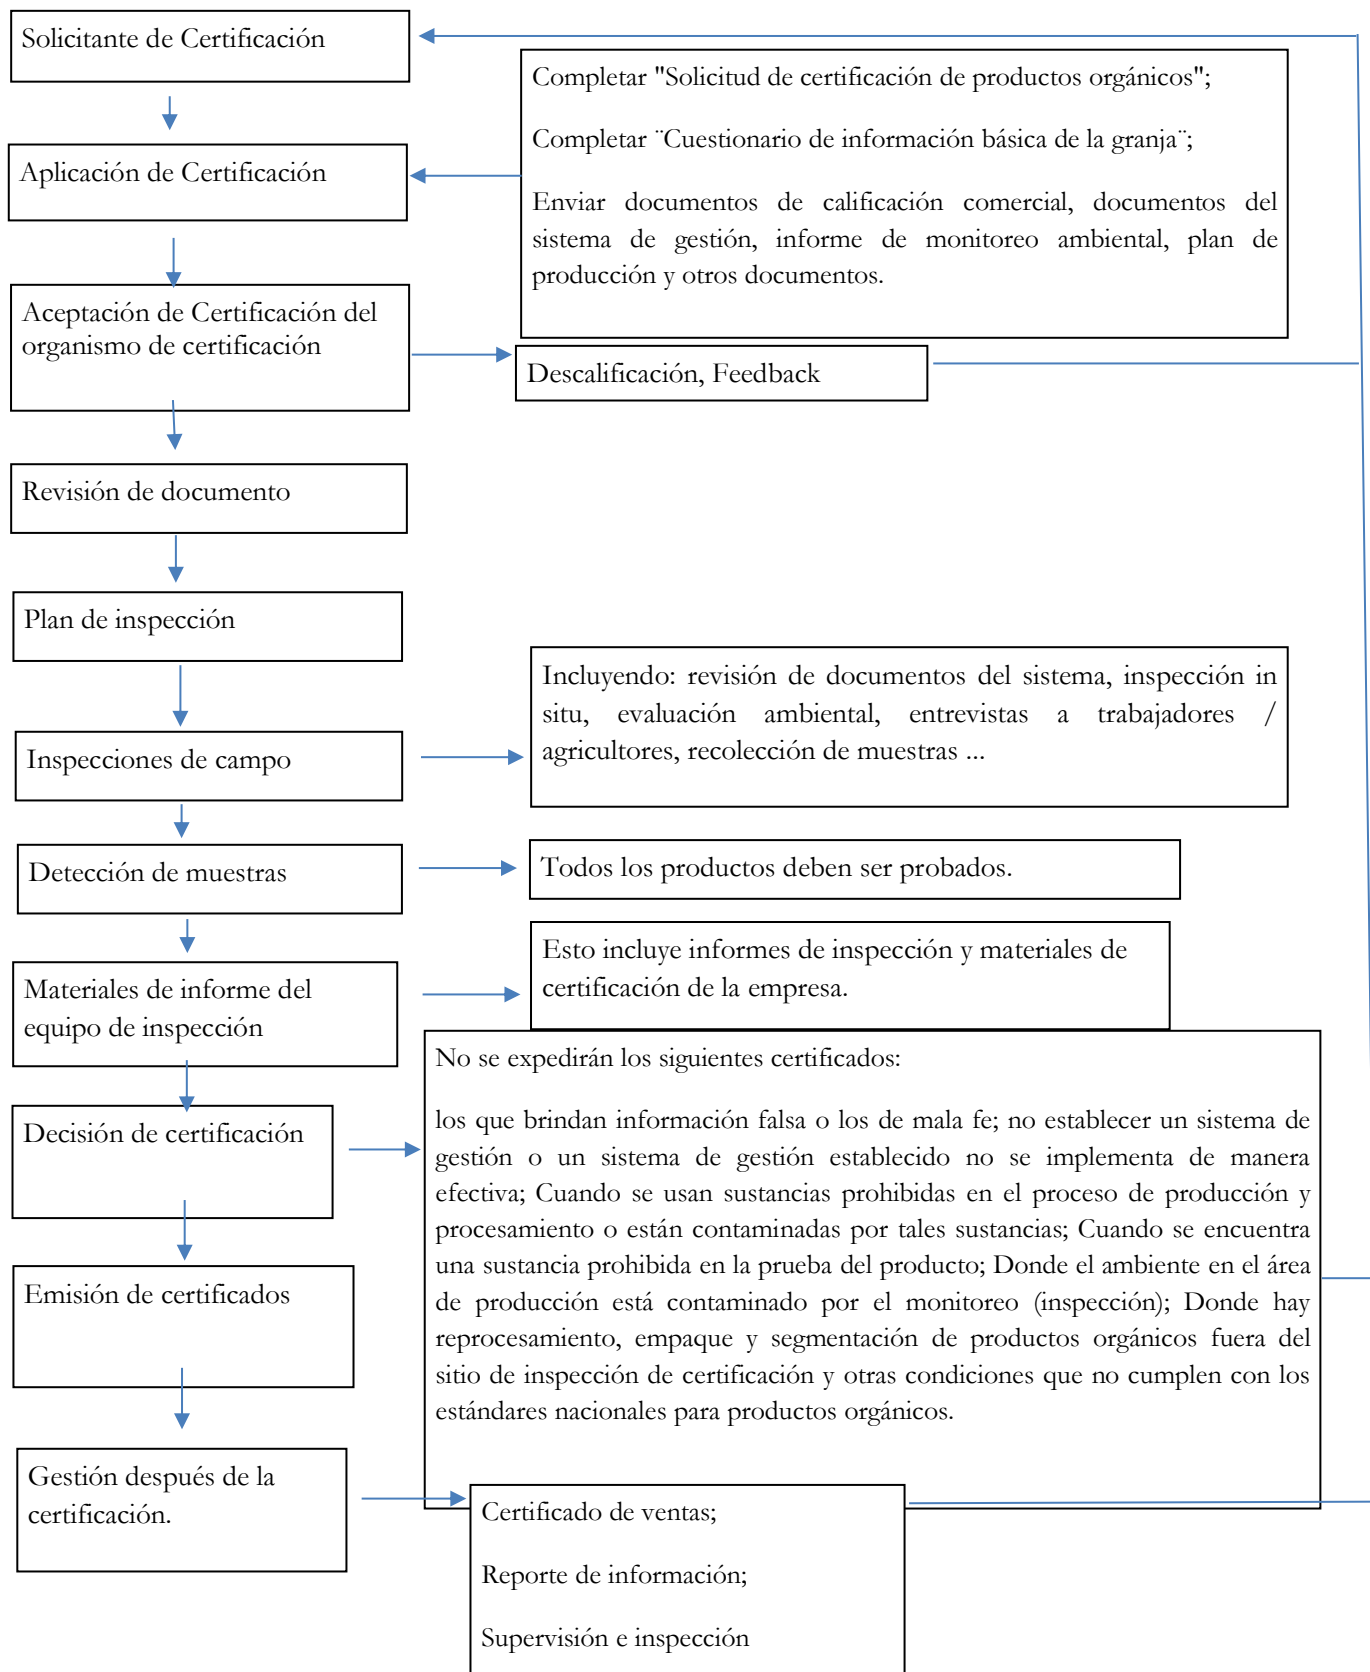 Solicitante de Certificación
Completar "Solicitud de certificación de productos orgánicos";
Completar ¨Cuestionario de información básica de la granja¨;
Enviar documentos de calificación comercial, documentos del
sistema de gestión, informe de monitoreo ambiental, plan de
producción y otros documentos.
Aplicación de Certificación
Aceptación de Certificación del
organismo de certificación
Descalificación, Feedback
Revisión de documento
Plan de inspección
Inspecciones de campo
Incluyendo: revisión de documentos del sistema, inspección in
situ, evaluación ambiental, entrevistas a trabajadores /
agricultores, recolección de muestras ...
Detección de muestras
Todos los productos deben ser probados.
Materiales de informe del
equipo de inspección
Esto incluye informes de inspección y materiales de
certificación de la empresa.
Decisión de certificación
No se expedirán los siguientes certificados:
los que brindan información falsa o los de mala fe; no establecer un sistema de
gestión o un sistema de gestión establecido no se implementa de manera
efectiva; Cuando se usan sustancias prohibidas en el proceso de producción y
procesamiento o están contaminadas por tales sustancias; Cuando se encuentra
una sustancia prohibida en la prueba del producto; Donde el ambiente en el área
de producción está contaminado por el monitoreo (inspección); Donde hay
reprocesamiento, empaque y segmentación de productos orgánicos fuera del
sitio de inspección de certificación y otras condiciones que no cumplen con los
estándares nacionales para productos orgánicos.
Emisión de certificados
Gestión después de la
certificación.
Certificado de ventas;
Reporte de información;
Supervisión e inspección